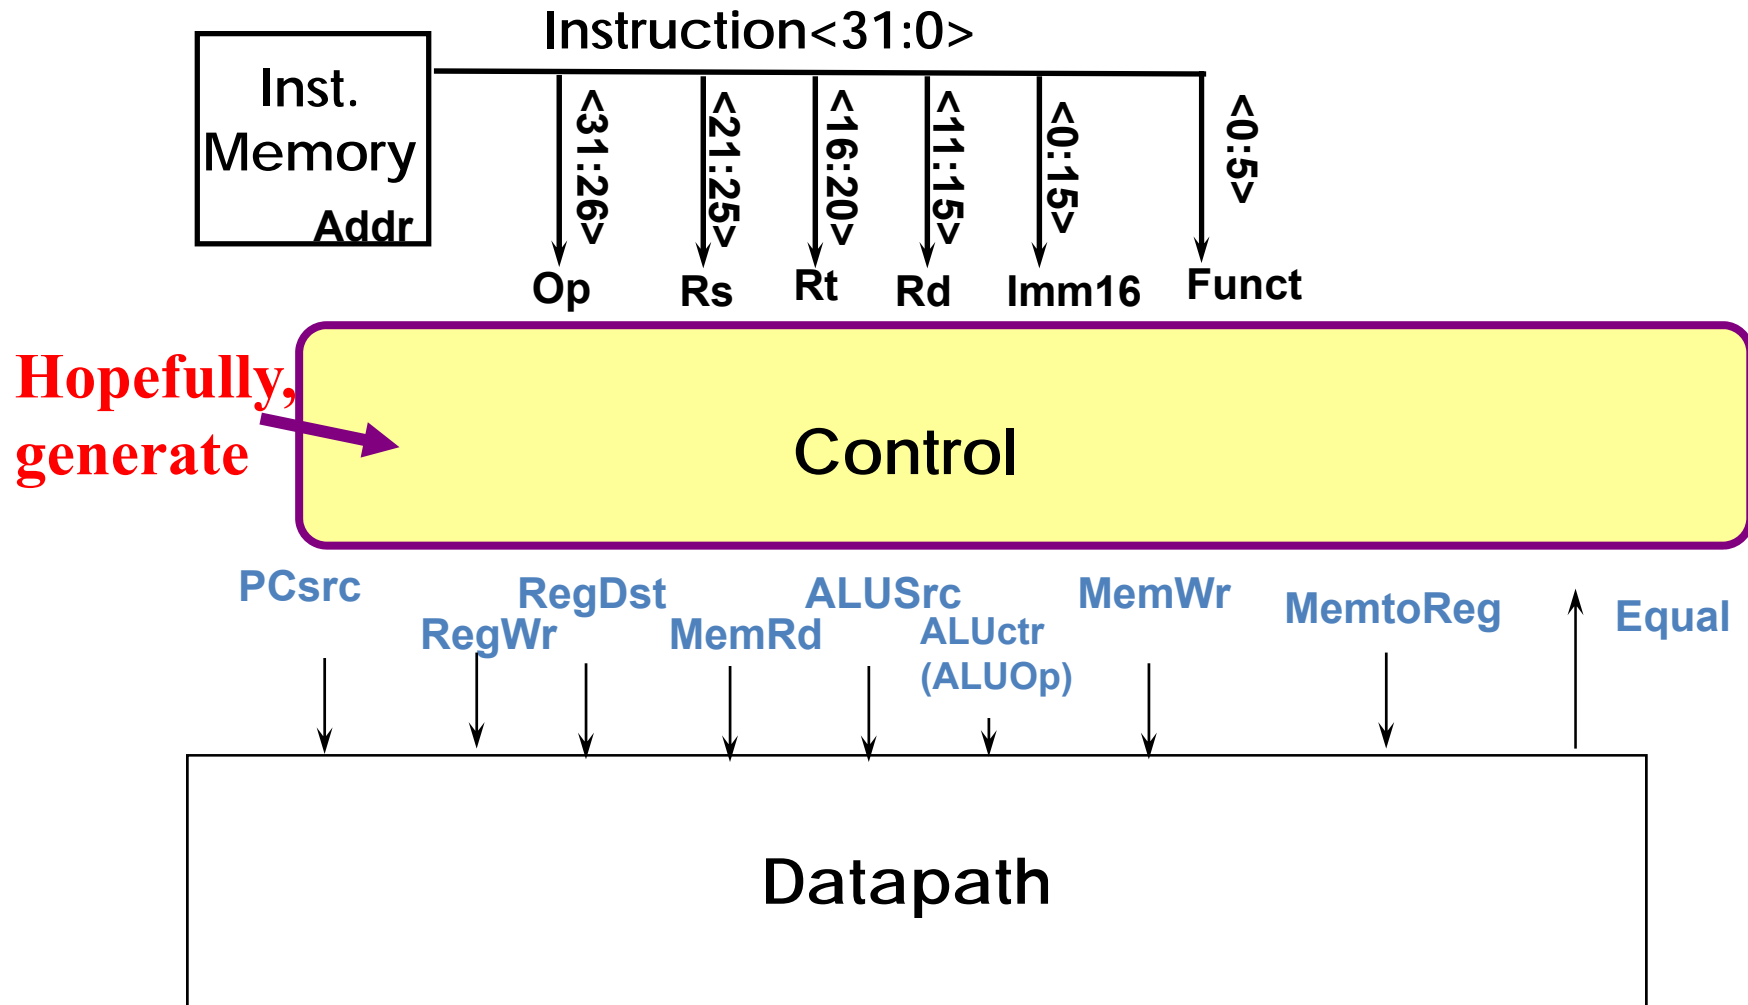 Instruction<31:0>
Inst.
Memory
Addr
<31:26>
<21:25>
<16:20>
<11:15>
<0:15>
<0:5>
Op
Rs
Rt
Rd
Imm16
Funct
Hopefully,
generate
Control
PCsrc
RegWr
RegDst
MemRd
ALUSrc
ALUctr
(ALUOp)
MemWr
MemtoReg
Equal
Datapath